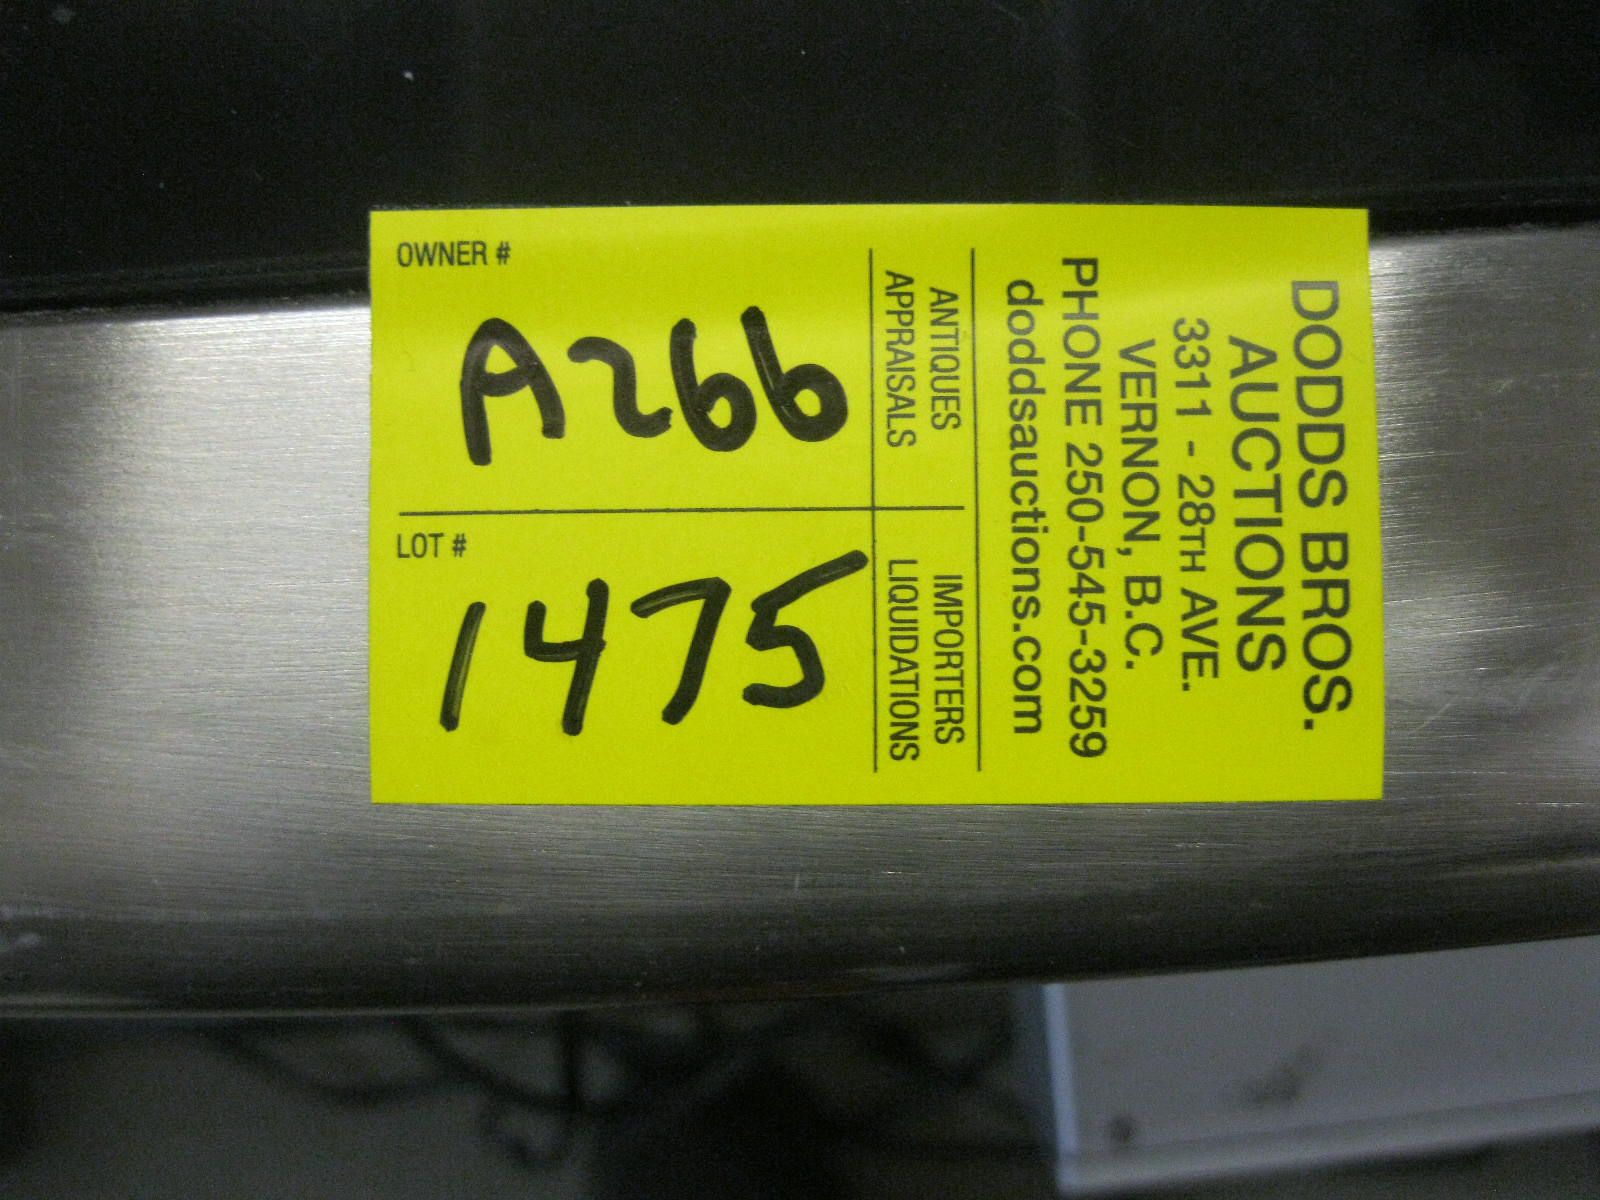 DODDS BROS.
AUCTIONS
3311 - 28TH AVE.
VERNON, B.C.
PHONE 250-545-3259
doddsauctions.com
ANTIQUES
APPRAISALS
IMPORTERS
LIQUIDATIONS
OWNER #
A266
LOT #
1475